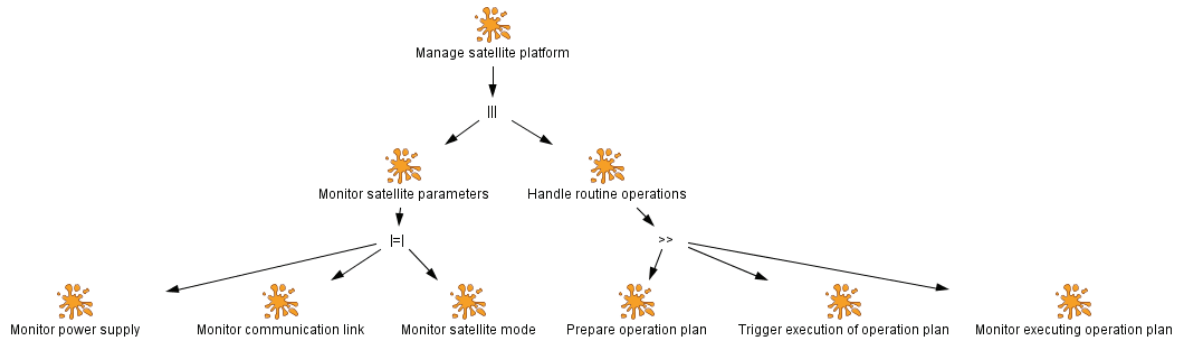 Manage satellite platform
|||
Monitor satellite parameters
Handle routine operations
|=|
>>
Monitor power supply
Monitor communication link
Monitor satellite mode
Prepare operation plan
Trigger execution of operation plan
Monitor executing operation plan